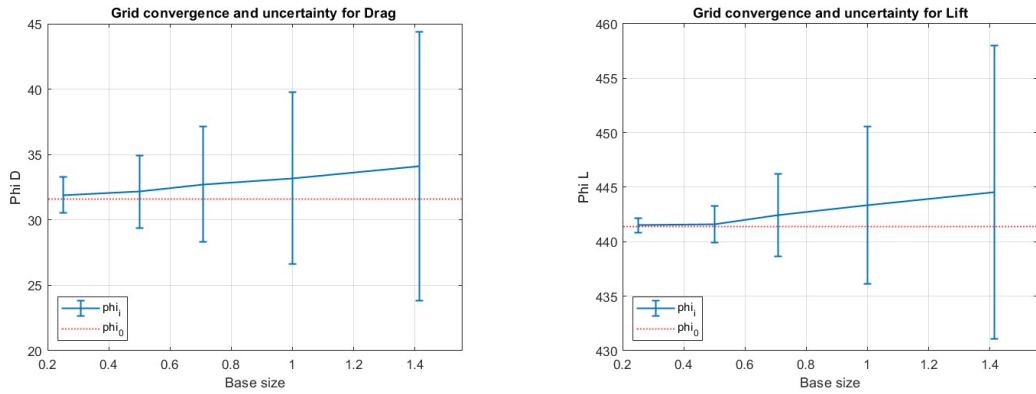 Grid convergence and uncertainty for Drag
45
40
35
30
25
20
Phi D
phi_i
phi_0
0.2 0.4 0.6 0.8 1 1.2 1.4
Base size
Grid convergence and uncertainty for Lift
460
455
450
445
440
435
430
Phi L
phi_i
phi_0
0.2 0.4 0.6 0.8 1 1.2 1.4
Base size